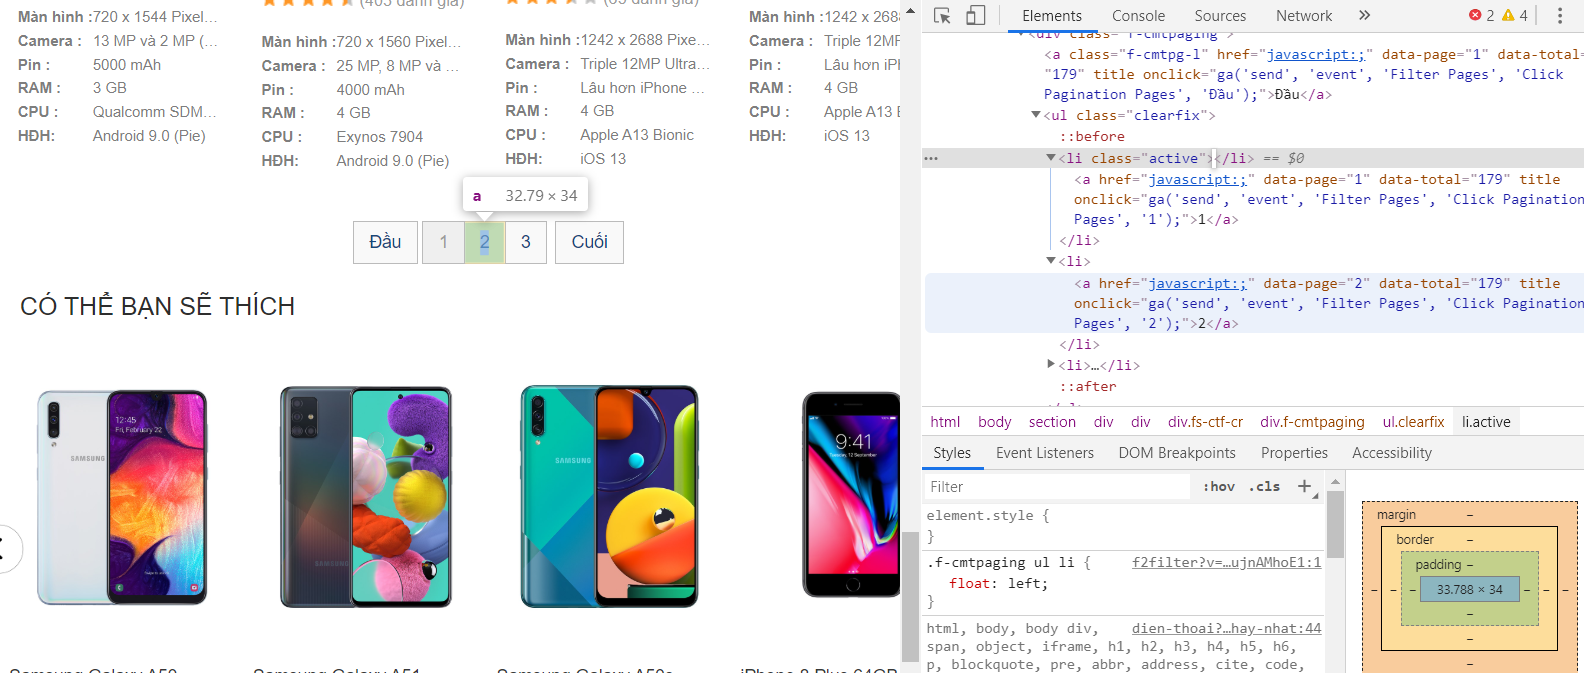 (403 đánh giá)
Màn hình :720 x 1544 Pixel...
Camera : 13 MP và 2 MP (...
Pin : 5000 mAh
RAM : 3 GB
CPU : Qualcomm SDM...
HĐH: Android 9.0 (Pie)
Màn hình :720 x 1560 Pixel...
Camera : 25 MP, 8 MP và ...
Pin : 4000 mAh
RAM : 4 GB
CPU : Exynos 7904
HĐH: Android 9.0 (Pie)
Màn hình :1242 x 2688 Pixe...
Camera : Triple 12MP Ultra...
Pin : Lâu hơn iPhone ...
RAM : 4 GB
CPU : Apple A13 Bionic
HĐH: iOS 13
Màn hình :1242 x 268
Camera : Triple 12MP
Pin : Lâu hơn iPh
RAM : 4 GB
CPU : Apple A13 B
HĐH: iOS 13
a 32.79 × 34
Đầu 1 2 3 Cuối
CÓ THỂ BẠN SẼ THÍCH
12:45
Fri, February 22
SAMSUNG
SAMSUNG
SAMSUNG
9:41
Tuesday, 12 September
Samsung Galaxy A50
Samsung Galaxy A51
Samsung Galaxy A50s
iPhone 8 Plus 64GB
Elements Console Sources Network » 2 4
<div class="f-cmtpaging">
<a class="f-cmtpg-l" href="javascript:;" data-page="1" data-total=
"179" title onclick="ga('send', 'event', 'Filter Pages', 'Click
Pagination Pages', 'Đầu');">Đầu</a>
<ul class="clearfix">
::before
<li class="active"></li> == $0
<a href="javascript:;" data-page="1" data-total="179" title
onclick="ga('send', 'event', 'Filter Pages', 'Click Pagination
Pages', '1');">1</a>
</li>
<li>
<a href="javascript:;" data-page="2" data-total="179" title
onclick="ga('send', 'event', 'Filter Pages', 'Click Pagination
Pages', '2');">2</a>
</li>
<li>…</li>
::after
html body section div div div.fs-ctf-cr div.f-cmtpaging ul.clearfix li.active
Styles Event Listeners DOM Breakpoints Properties Accessibility
Filter :hov .cls +
element.style {
}
.f-cmtpaging ul li { f2filter?v=…ujnAMhoE1:1
float: left;
}
html, body, body div, dien-thoai?…hay-nhat:44
span, object, iframe, h1, h2, h3, h4, h5, h6,
p, blockquote, pre, abbr, address, cite, code,
margin –
border –
padding –
– – – 33.788 × 34 – – –
–
–
–